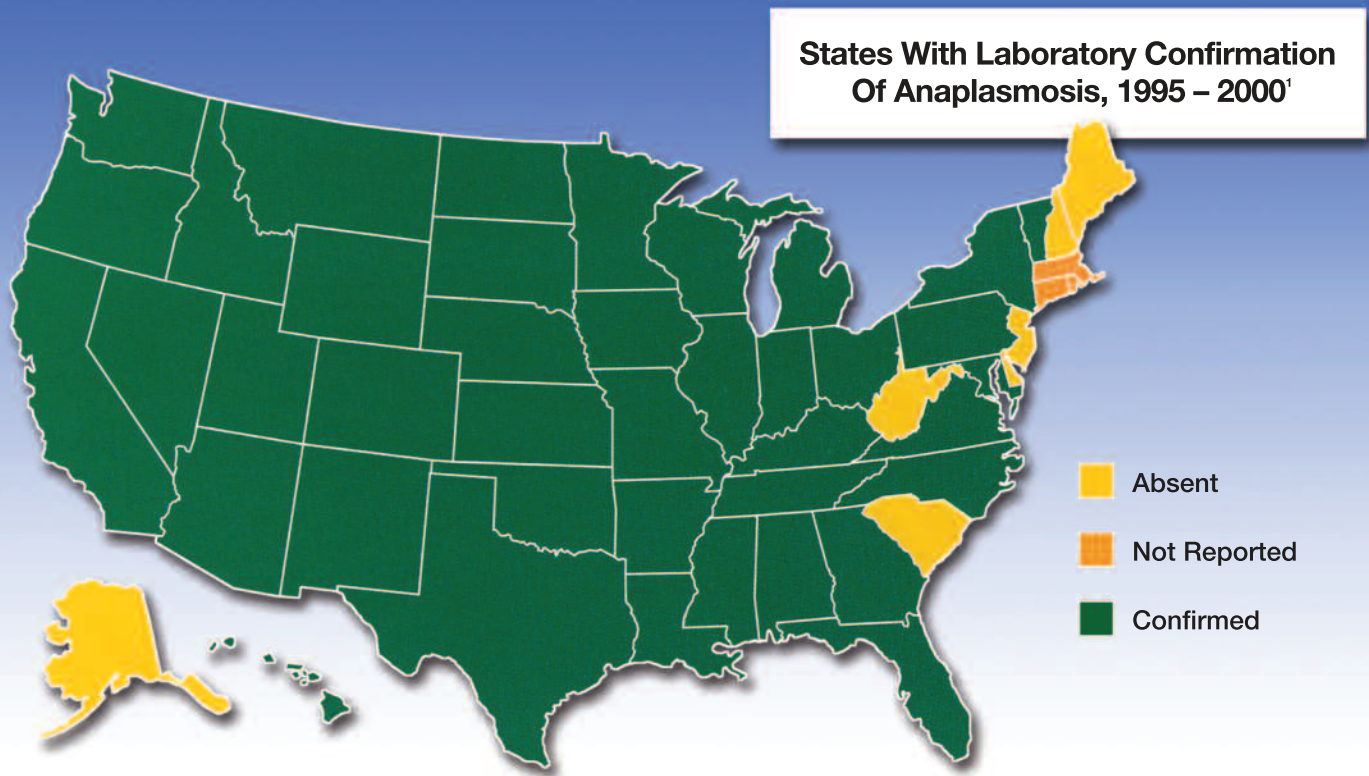 States With Laboratory Confirmation
Of Anaplasmosis, 1995 – 2000¹
Absent
Not Reported
Confirmed